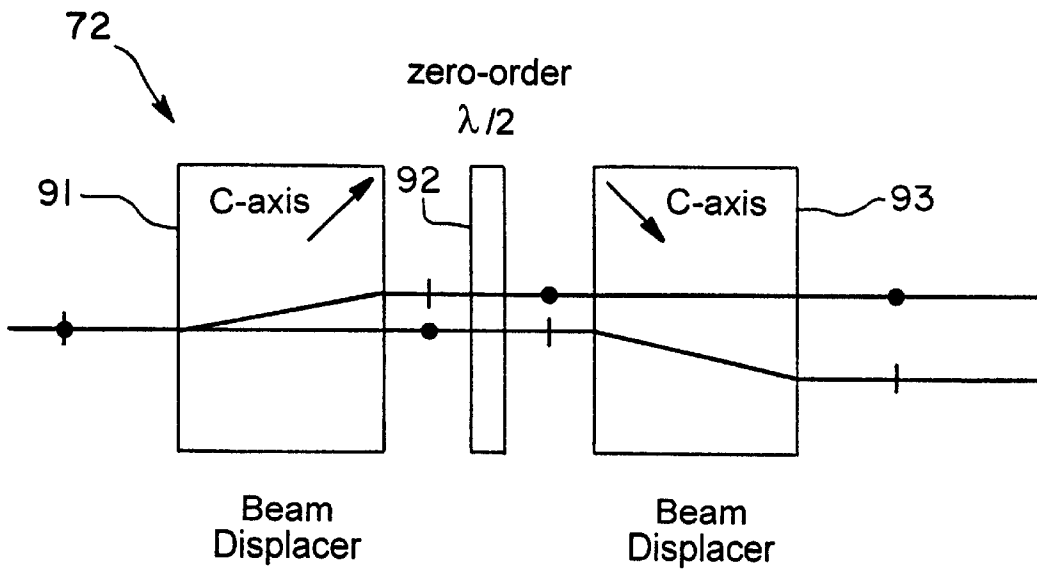 72
zero-order
λ/2
91
C-axis
92
C-axis
93
Beam
Displacer
Beam
Displacer